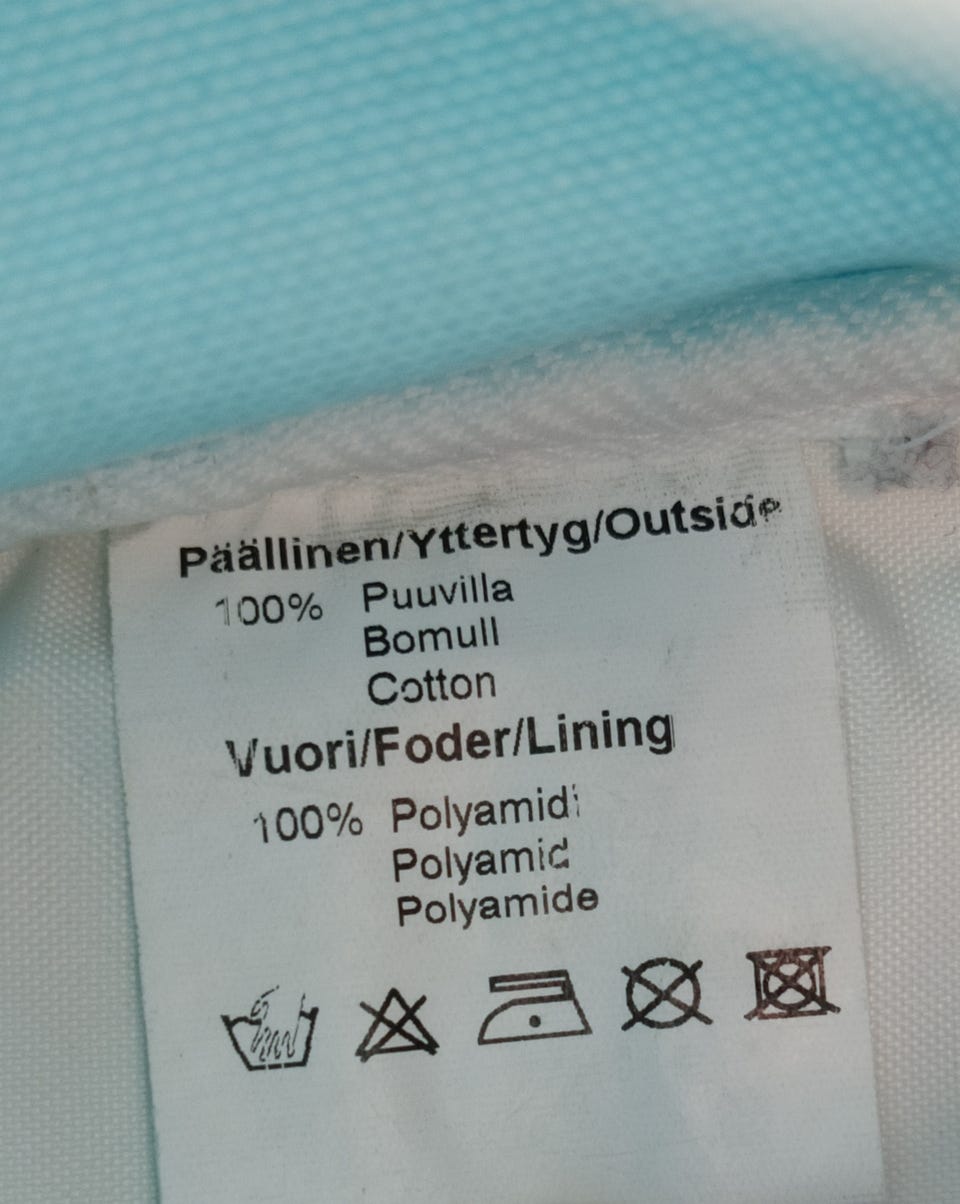 Päällinen/Yttertyg/Outside
100% Puuvilla
Bomull
Cotton
Vuori/Foder/Lining
100% Polyamidi
Polyamid
Polyamide